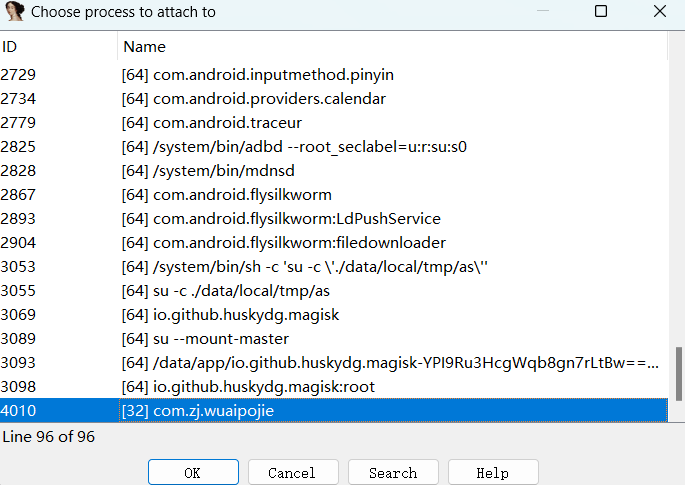 Choose process to attach to
ID Name
2729 [64] com.android.inputmethod.pinyin
2734 [64] com.android.providers.calendar
2779 [64] com.android.traceur
2825 [64] /system/bin/adbd --root_seclabel=u:r:su:s0
2828 [64] /system/bin/mdnsd
2867 [64] com.android.flysilkworm
2893 [64] com.android.flysilkworm:LdPushService
2904 [64] com.android.flysilkworm:filedownloader
3053 [64] /system/bin/sh -c 'su -c \'./data/local/tmp/as\''
3055 [64] su -c ./data/local/tmp/as
3069 [64] io.github.huskydg.magisk
3089 [64] su --mount-master
3093 [64] /data/app/io.github.huskydg.magisk-YPI9Ru3HcgWqb8gn7rLtBw==...
3098 [64] io.github.huskydg.magisk:root
4010 [32] com.zj.wuaipojie
Line 96 of 96
OK Cancel Search Help